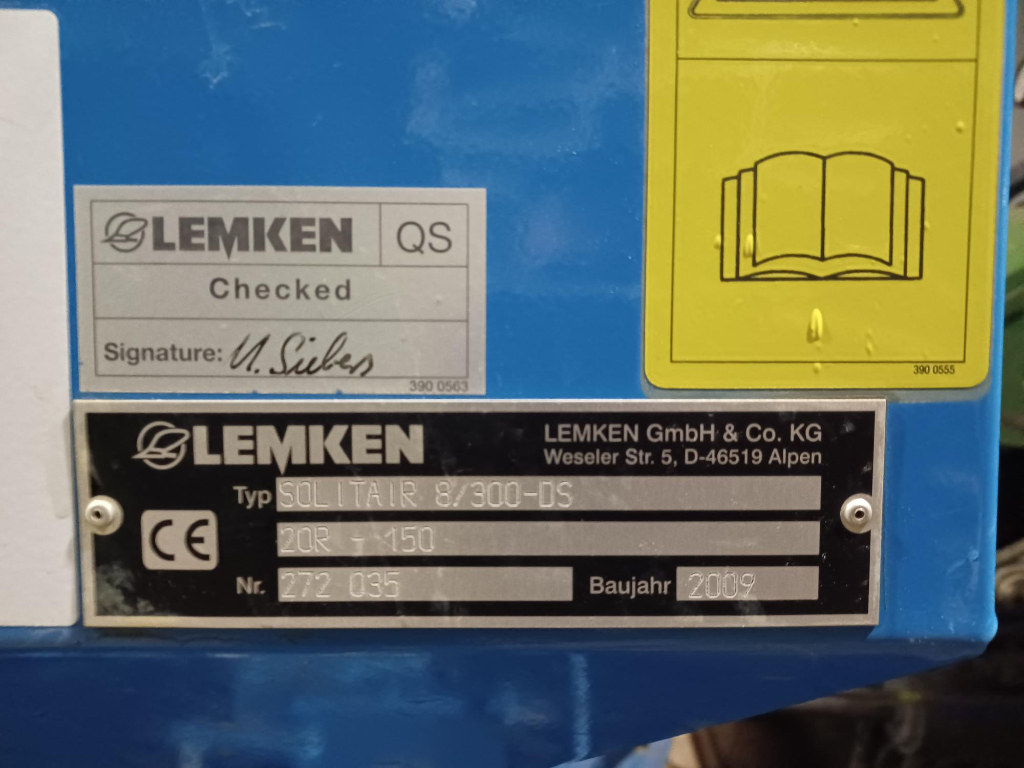 LEMKEN QS
Checked
Signature: U. Siebers
390 0563
390 0555
LEMKEN
LEMKEN GmbH & Co. KG
Weseler Str. 5, D-46519 Alpen
Typ SOLITAIR 8/300-DS
20R - 150
CE
Nr. 272 035 Baujahr 2009